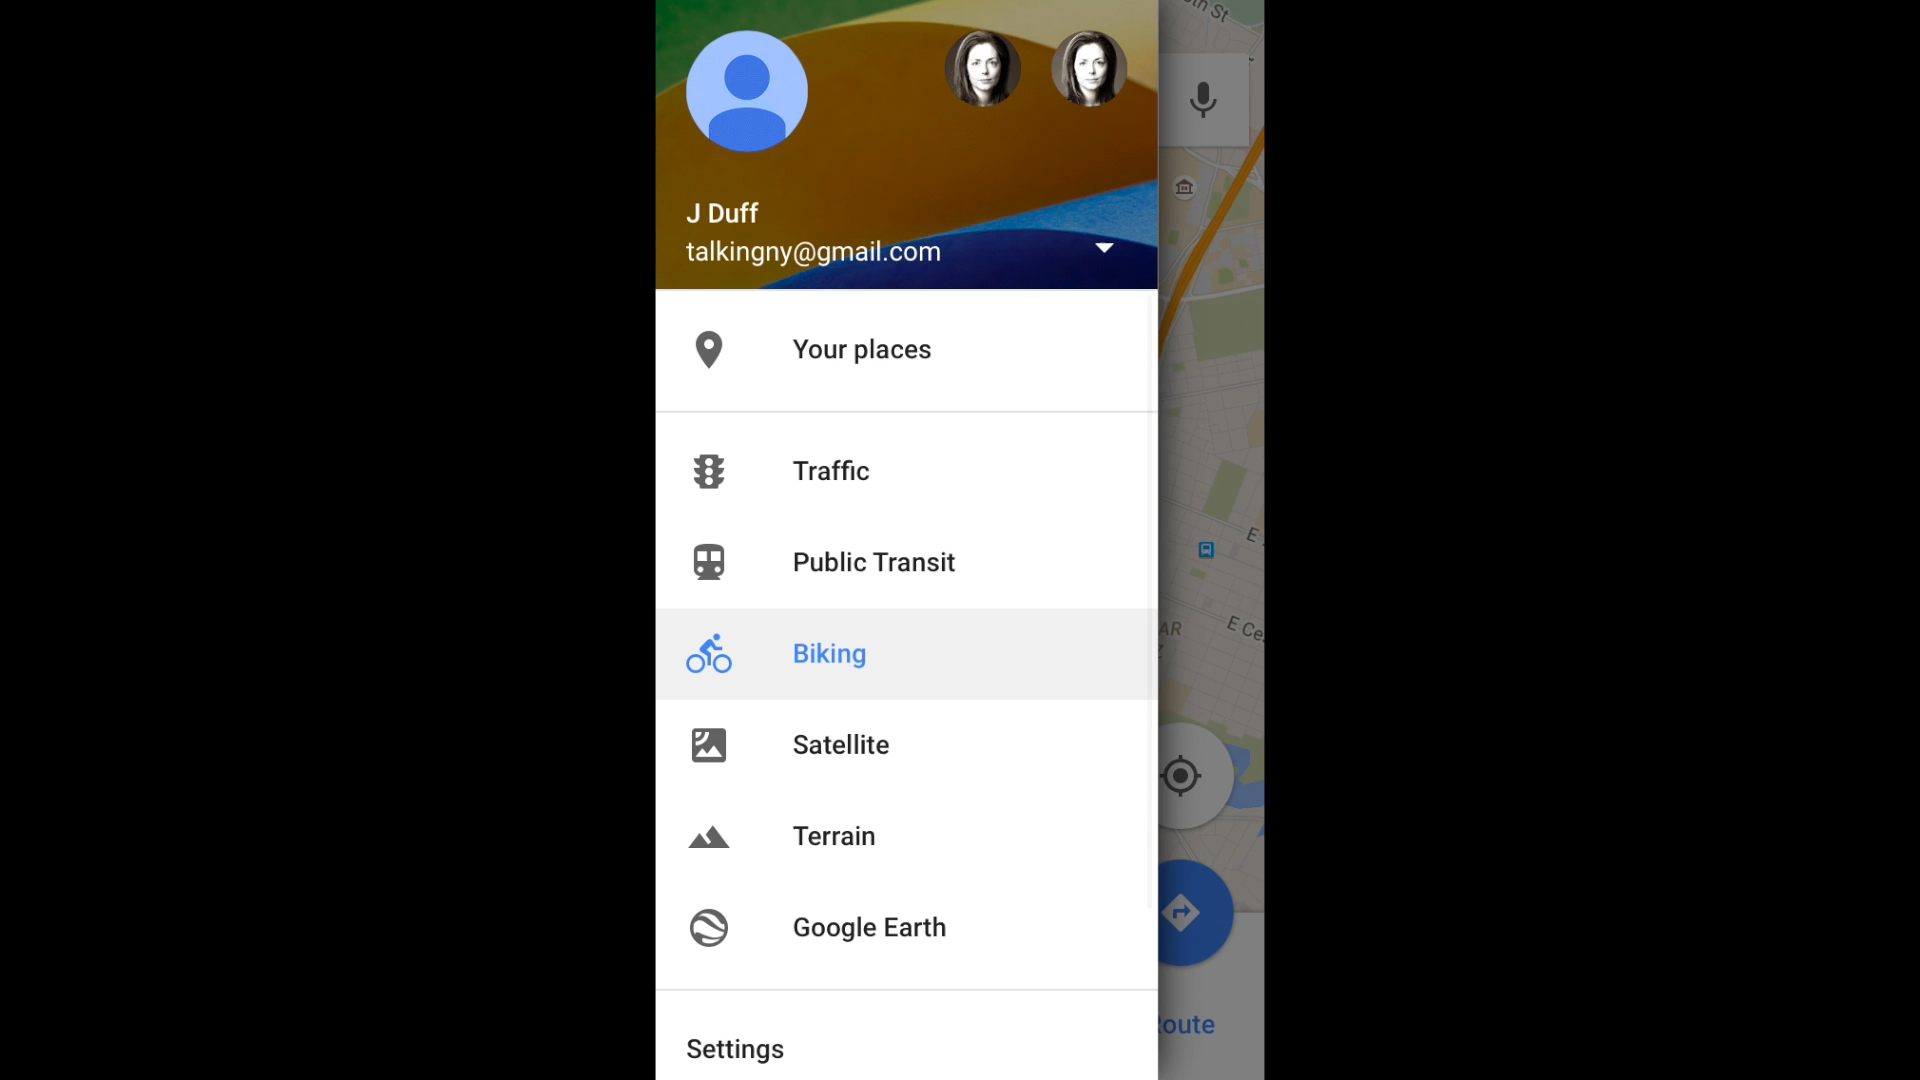 J Duff
talkingny@gmail.com
Your places
Traffic
Public Transit
Biking
Satellite
Terrain
Google Earth
Settings